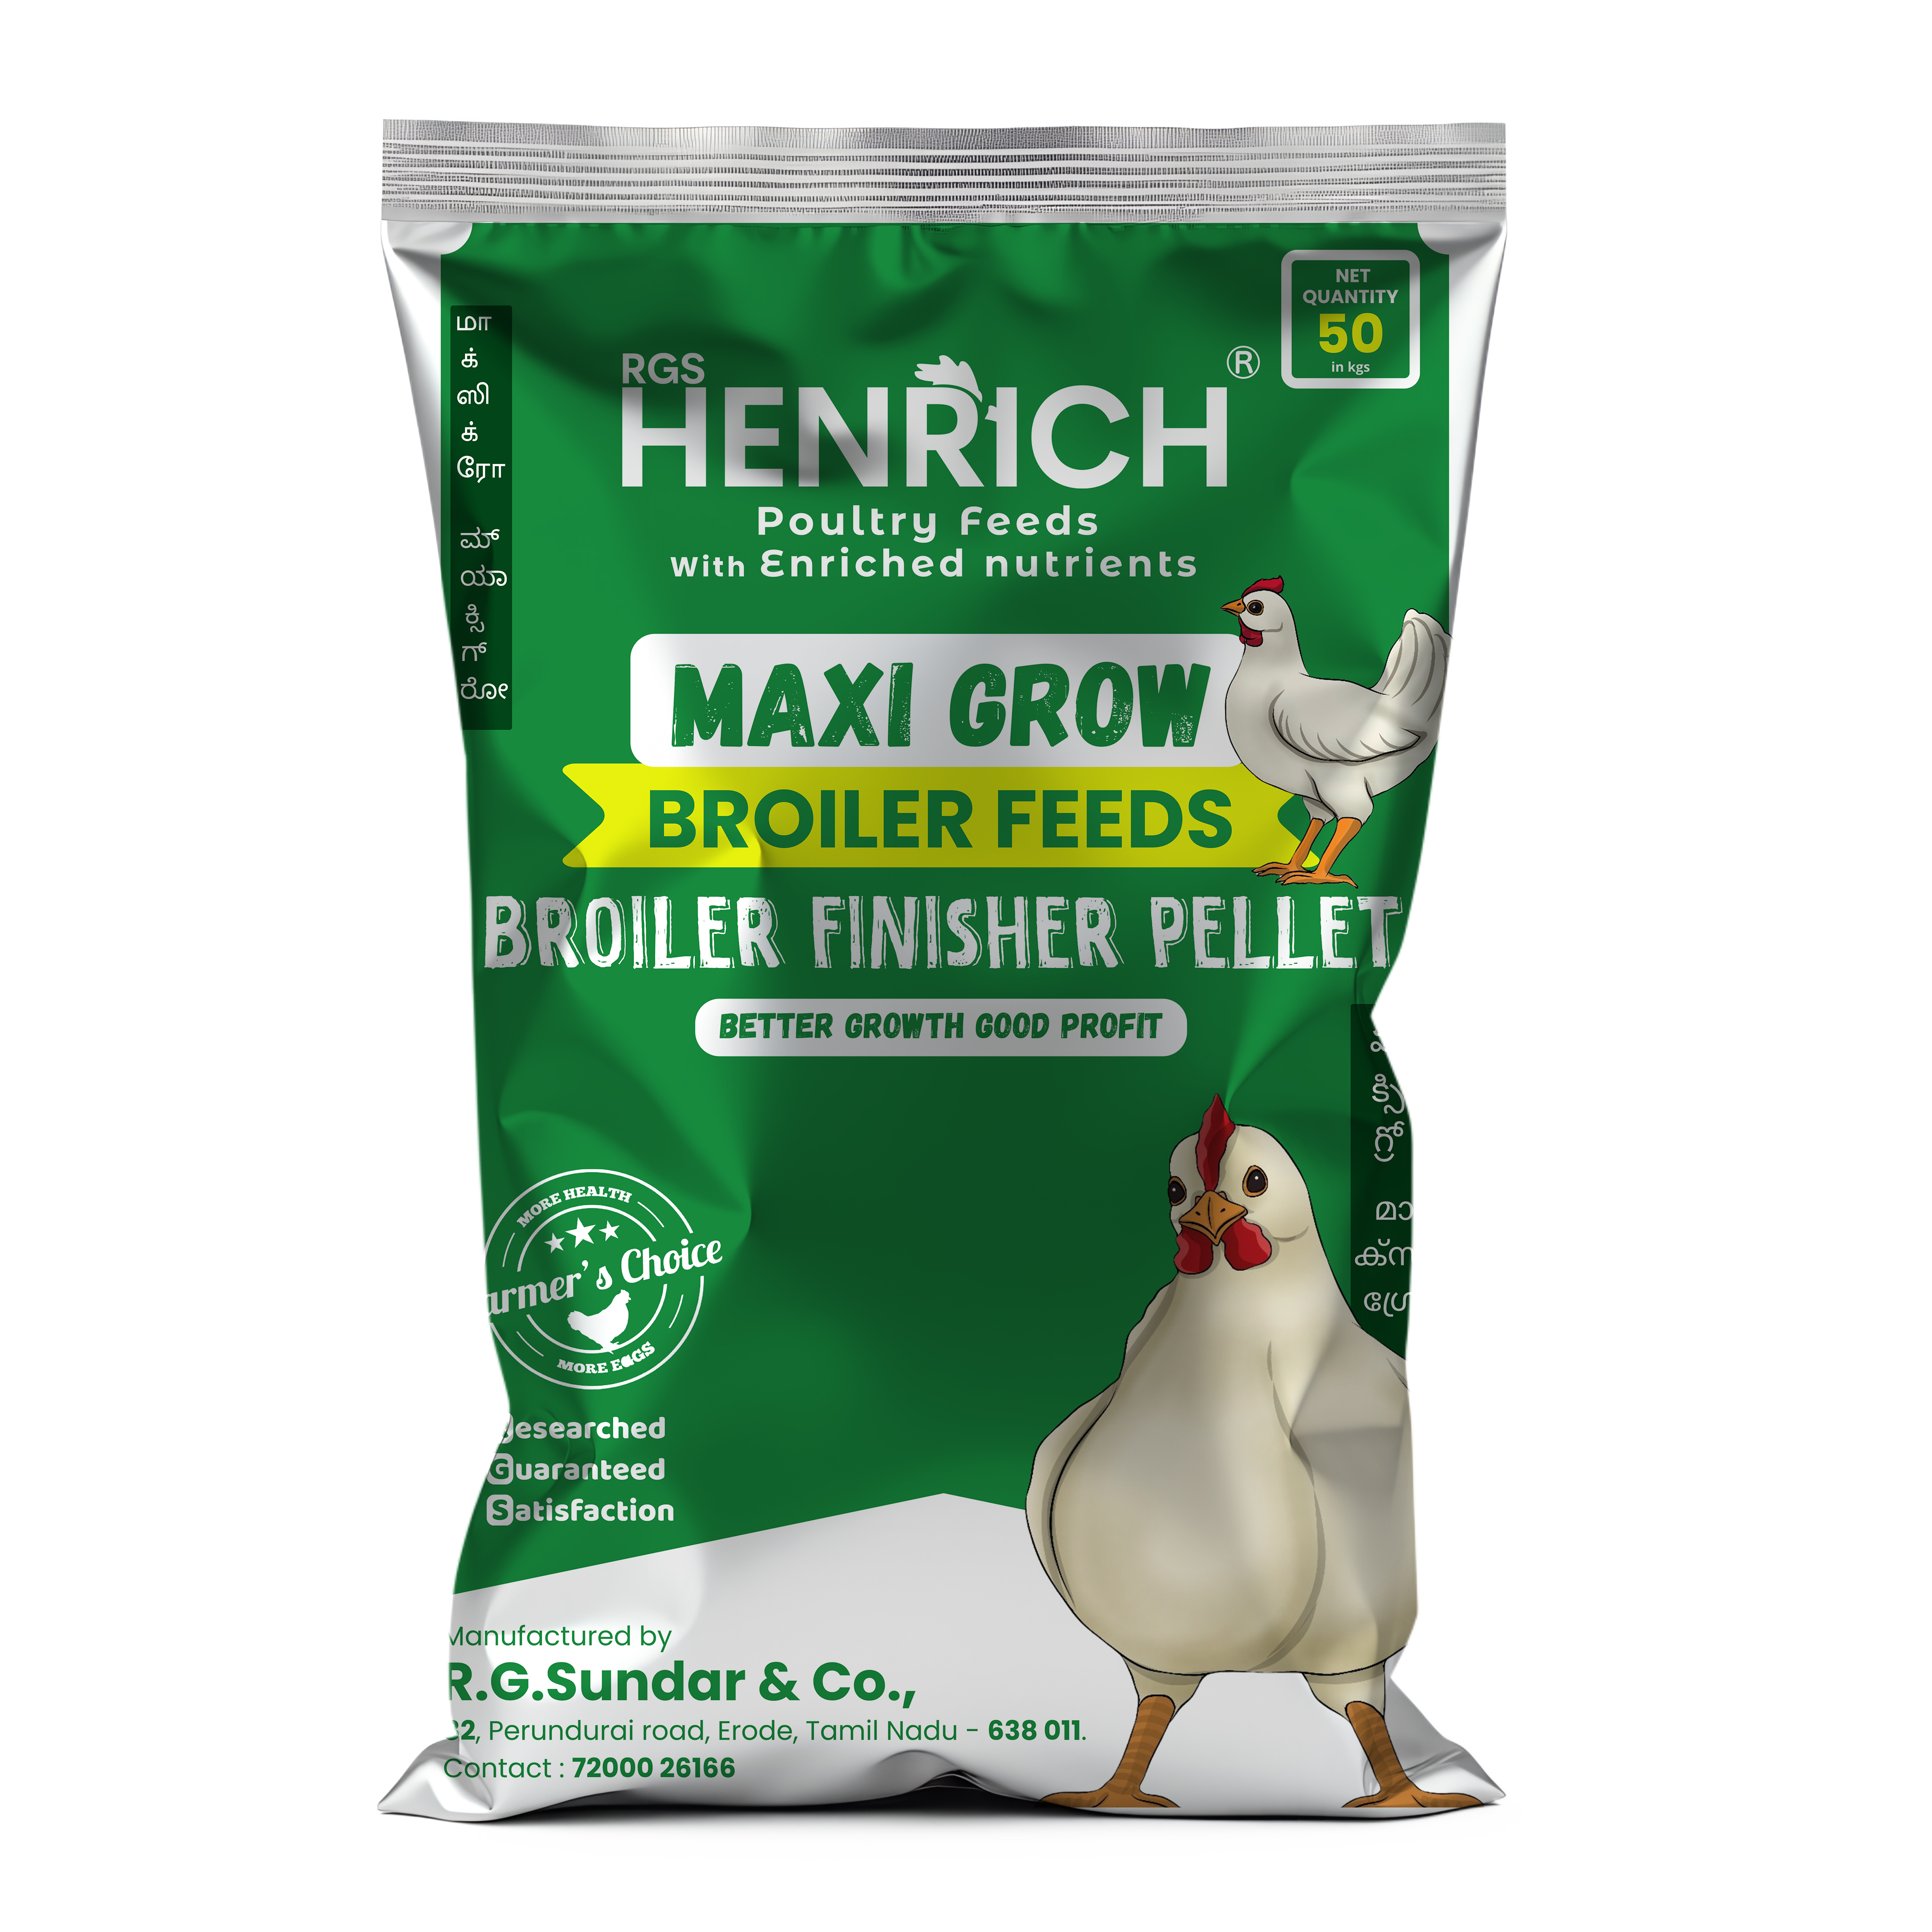 NET
QUANTITY
50
in kgs
RGS
HENRICH ®
Poultry Feeds
With Enriched nutrients
மா
க்
ஸி
க்
ரோ
ಮ್
ಯಾ
ಕ್ಸಿ
ಗ್
ರೋ
MAXI GROW
BROILER FEEDS
BROILER FINISHER PELLET
BETTER GROWTH GOOD PROFIT
MORE HEALTH
armer's Choice
MORE EGGS
esearched
Guaranteed
Satisfaction
മാ
Manufactured by
R.G.Sundar & Co.,
2, Perundurai road, Erode, Tamil Nadu - 638 011.
Contact : 72000 26166